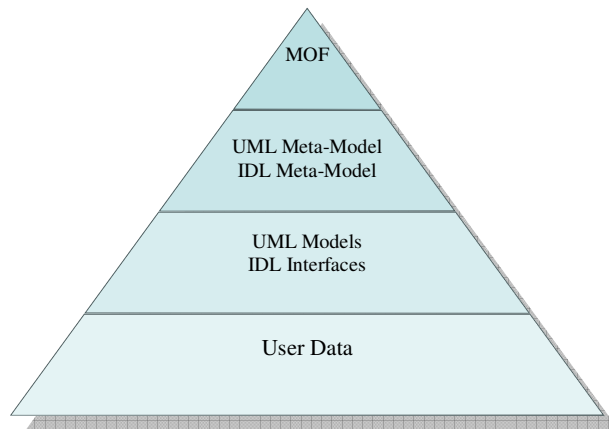 MOF
UML Meta-Model
IDL Meta-Model
UML Models
IDL Interfaces
User Data